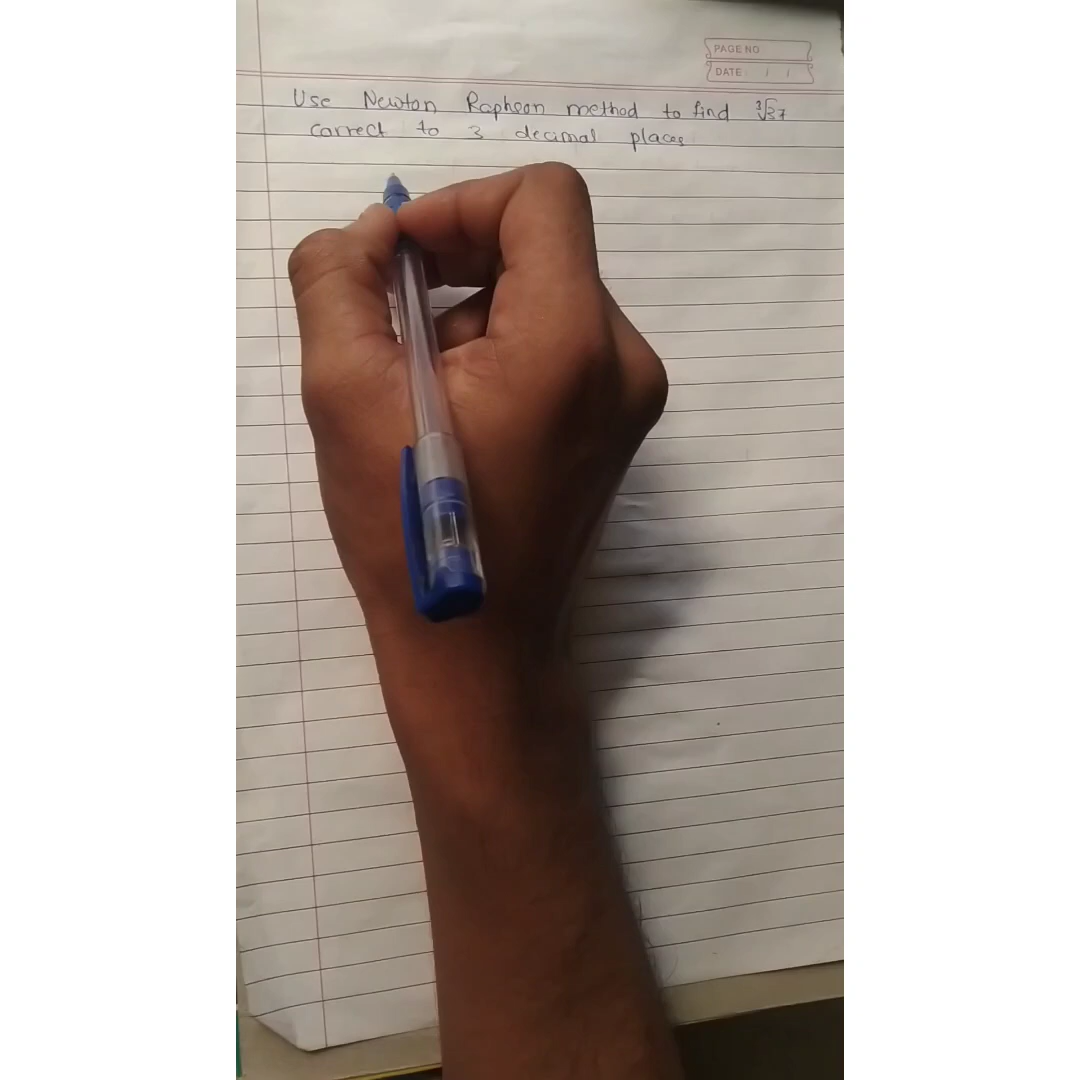 PAGE NO
DATE / /
Use Newton Raphson method to find ∛37
correct to 3 decimal places